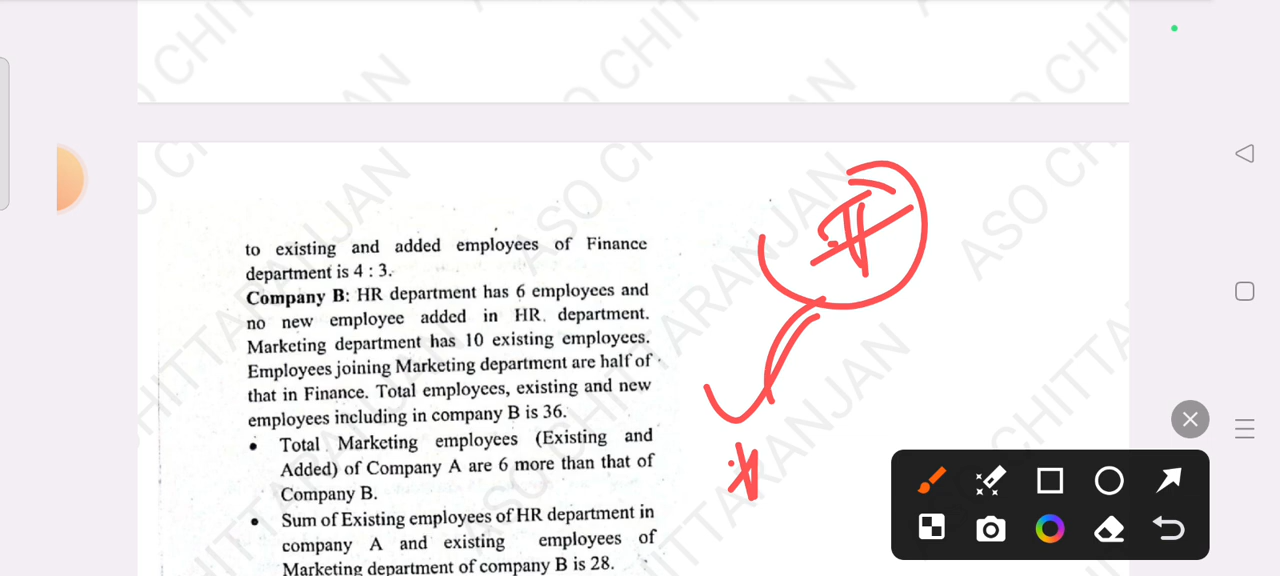 to existing and added employees of Finance
department is 4 : 3.
Company B: HR department has 6 employees and
no new employee added in HR department.
Marketing department has 10 existing employees.
Employees joining Marketing department are half of
that in Finance. Total employees, existing and new
employees including in company B is 36.
• Total Marketing employees (Existing and
Added) of Company A are 6 more than that of
Company B.
• Sum of Existing employees of HR department in
company A and existing employees of
Marketing department of company B is 28.
ASO CHITTARANJAN